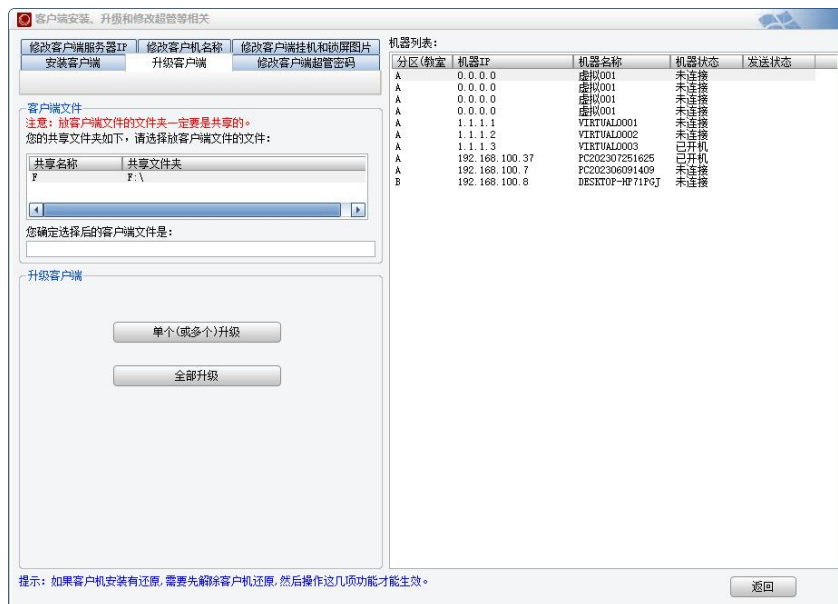 客户端安装、升级和修改超管等相关
修改客户端服务器IP 修改客户机名称 修改客户端挂机和锁屏图片
安装客户端 升级客户端 修改客户端超管密码
客户端文件
注意：放客户端文件的文件夹一定要是共享的。
您的共享文件夹如下，请选择放客户端文件的文件：
共享名称 共享文件夹
F F:\
您确定选择后的客户端文件是：
升级客户端
单个(或多个)升级
全部升级
机器列表：
分区(教室 机器IP 机器名称 机器状态 发送状态
A 0.0.0.0 虚拟001 未连接
A 0.0.0.0 虚拟001 未连接
A 0.0.0.0 虚拟001 未连接
A 0.0.0.0 虚拟001 未连接
A 1.1.1.1 VIRTUAL0001 未连接
A 1.1.1.2 VIRTUAL0002 未连接
A 1.1.1.3 VIRTUAL0003 已开机
A 192.168.100.37 PC202307251625 已开机
A 192.168.100.7 PC202306091409 未连接
B 192.168.100.8 DESKTOP-HP71PGJ 未连接
提示：如果客户机安装有还原,需要先解除客户机还原,然后操作这几项功能才能生效。
返回